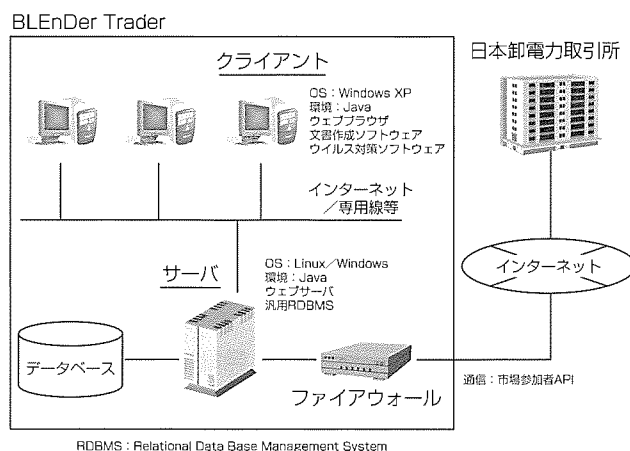 BLEnDer Trader
クライアント
OS：Windows XP
環境：Java
ウェブブラウザ
文書作成ソフトウェア
ウイルス対策ソフトウェア
インターネット
／専用線等
サーバ
OS：Linux／Windows
環境：Java
ウェブサーバ
汎用RDBMS
データベース
ファイアウォール
日本卸電力取引所
インターネット
通信：市場参加者API
RDBMS：Relational Data Base Management System